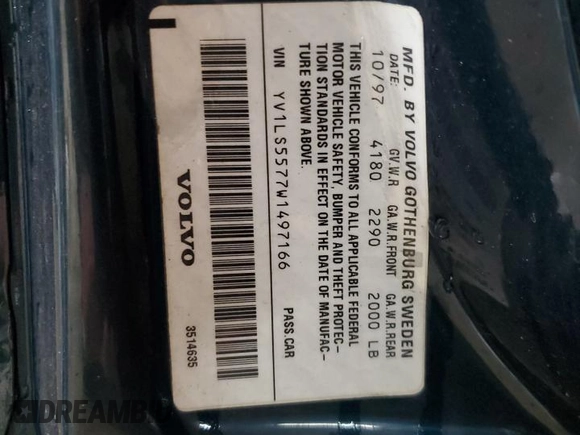 MFD. BY VOLVO GOTHENBURG SWEDEN
DATE: GV.W.R GA.W.R.FRONT GA.W.R.REAR
10/97 4180 2290 2000 LB
THIS VEHICLE CONFORMS TO ALL APPLICABLE FEDERAL
MOTOR VEHICLE SAFETY, BUMPER AND THEFT PROTEC-
TION STANDARDS IN EFFECT ON THE DATE OF MANUFAC-
TURE SHOWN ABOVE.
VIN YV1LS5577W1497166 PASS.CAR
VOLVO 3514635
DREAMB